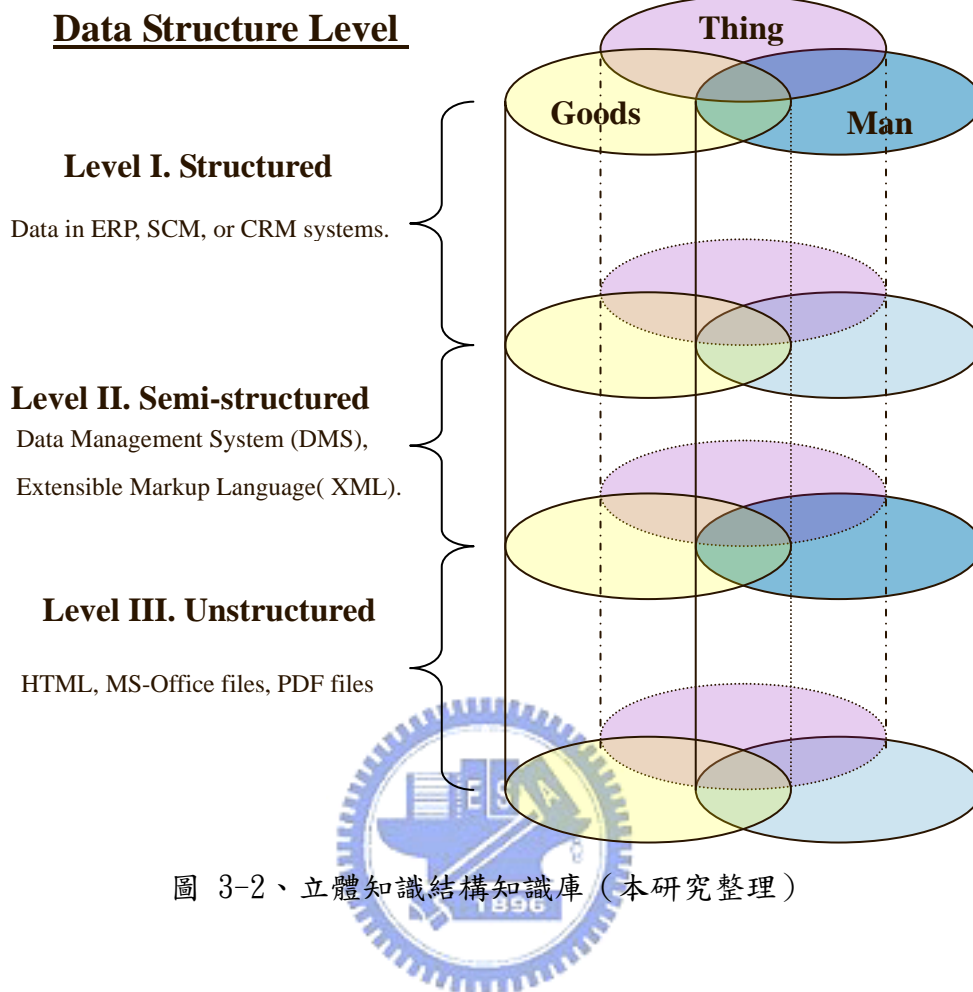 Data Structure Level
Thing
Goods
Man
Level I. Structured
Data in ERP, SCM, or CRM systems.
Level II. Semi-structured
Data Management System (DMS),
Extensible Markup Language( XML).
Level III. Unstructured
HTML, MS-Office files, PDF files
E S A
圖 3-2、立體知識結構知識庫（本研究整理）
1896